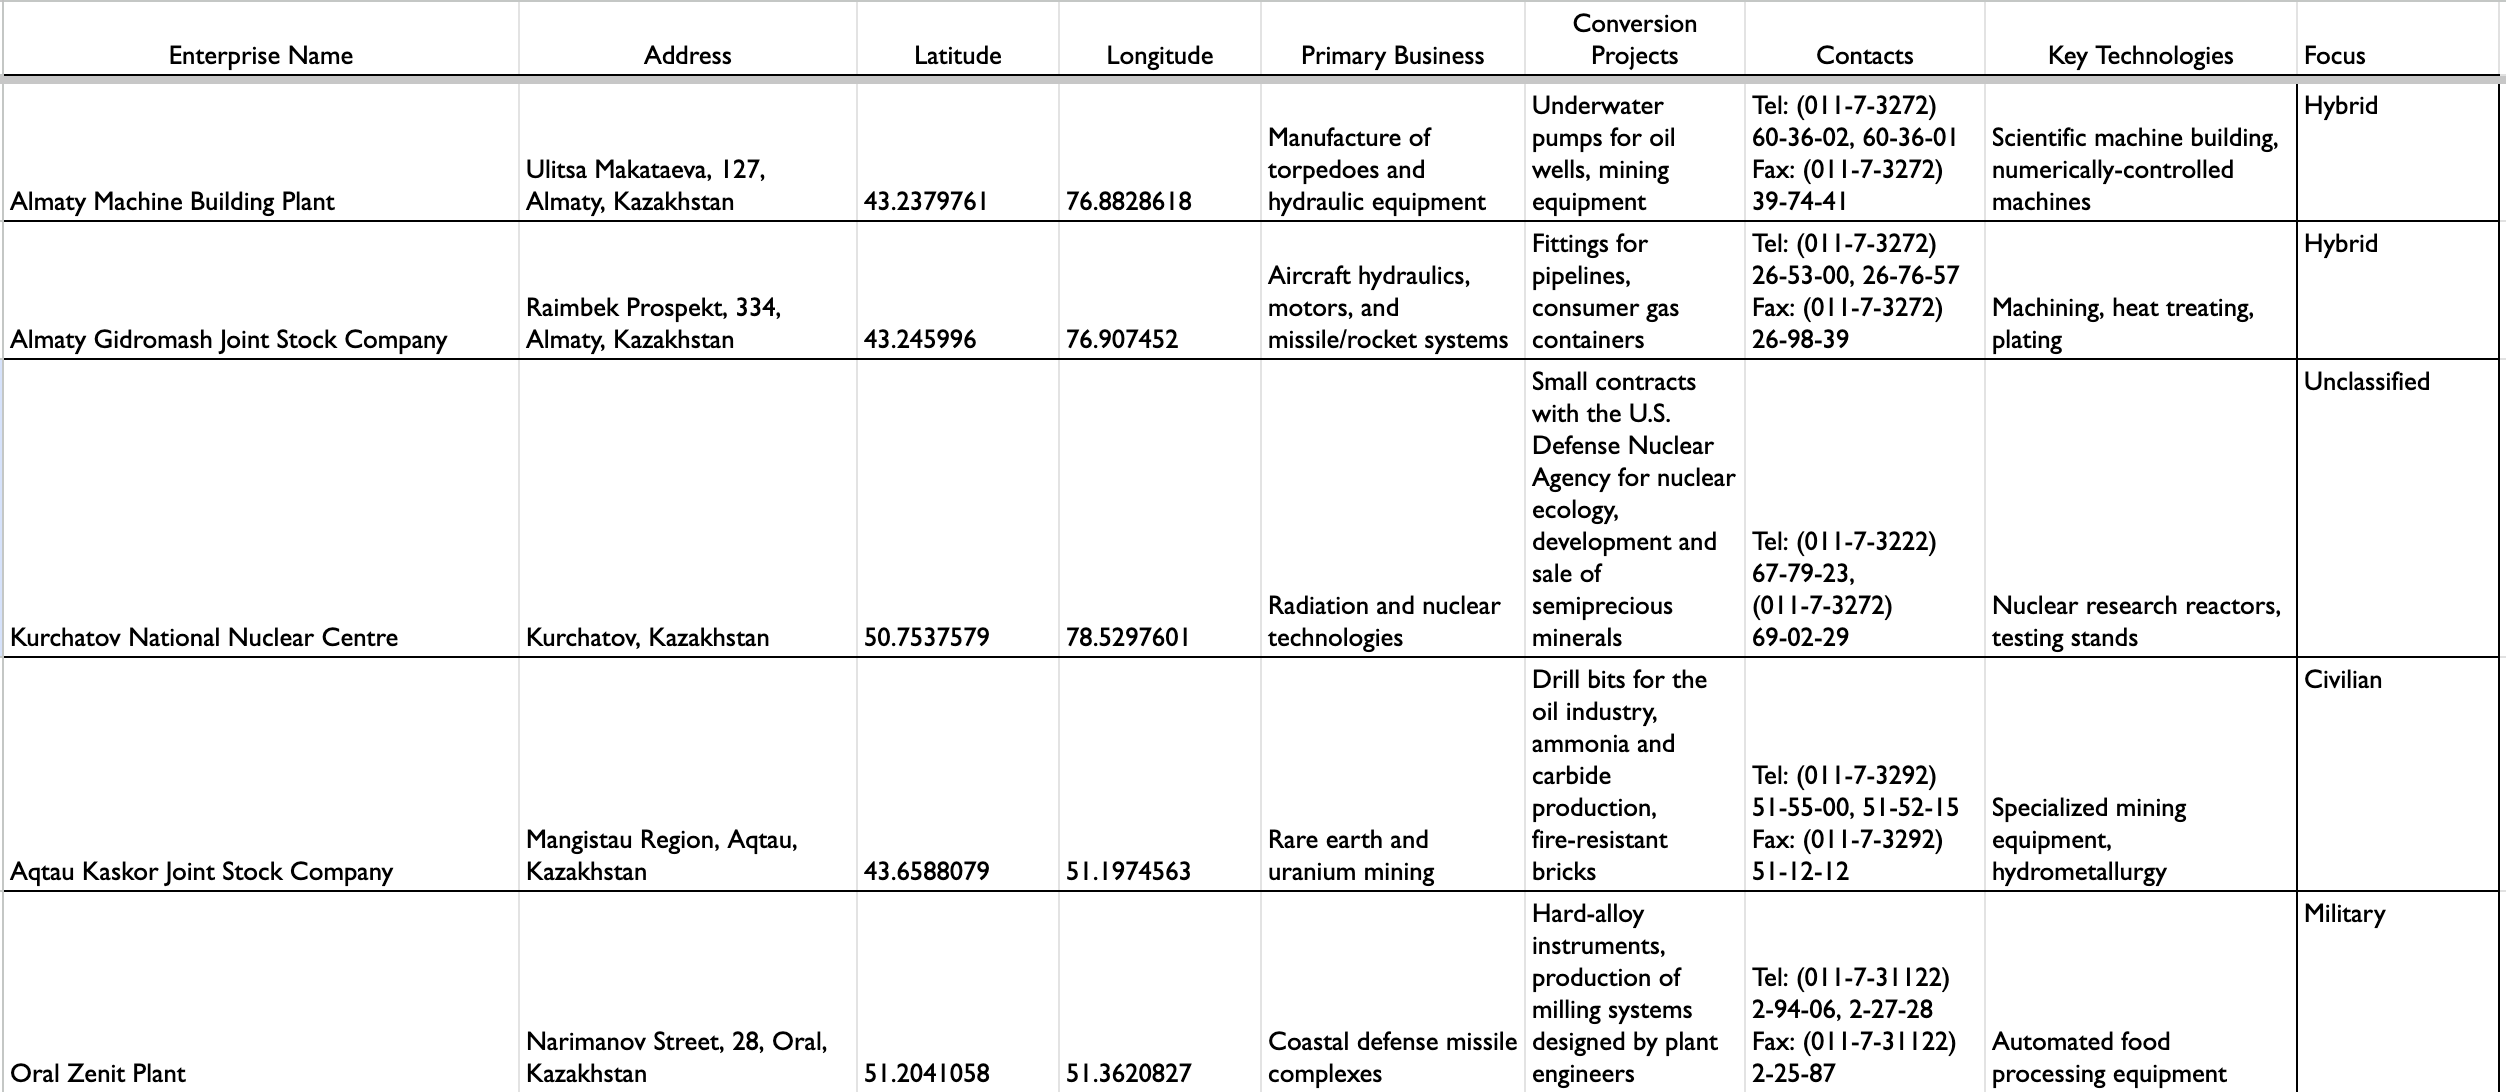 Enterprise Name
Address
Latitude
Longitude
Primary Business
Conversion
Projects
Contacts
Key Technologies
Focus
Almaty Machine Building Plant
Ulitsa Makataeva, 127,
Almaty, Kazakhstan
43.2379761
76.8828618
Manufacture of
torpedoes and
hydraulic equipment
Underwater
pumps for oil
wells, mining
equipment
Tel: (011-7-3272)
60-36-02, 60-36-01
Fax: (011-7-3272)
39-74-41
Scientific machine building,
numerically-controlled
machines
Hybrid
Almaty Gidromash Joint Stock Company
Raimbek Prospekt, 334,
Almaty, Kazakhstan
43.245996
76.907452
Aircraft hydraulics,
motors, and
missile/rocket systems
Fittings for
pipelines,
consumer gas
containers
Tel: (011-7-3272)
26-53-00, 26-76-57
Fax: (011-7-3272)
26-98-39
Machining, heat treating,
plating
Hybrid
Kurchatov National Nuclear Centre
Kurchatov, Kazakhstan
50.7537579
78.5297601
Radiation and nuclear
technologies
Small contracts
with the U.S.
Defense Nuclear
Agency for nuclear
ecology,
development and
sale of
semiprecious
minerals
Tel: (011-7-3222)
67-79-23,
(011-7-3272)
69-02-29
Nuclear research reactors,
testing stands
Unclassified
Aqtau Kaskor Joint Stock Company
Mangistau Region, Aqtau,
Kazakhstan
43.6588079
51.1974563
Rare earth and
uranium mining
Drill bits for the
oil industry,
ammonia and
carbide
production,
fire-resistant
bricks
Tel: (011-7-3292)
51-55-00, 51-52-15
Fax: (011-7-3292)
51-12-12
Specialized mining
equipment,
hydrometallurgy
Civilian
Oral Zenit Plant
Narimanov Street, 28, Oral,
Kazakhstan
51.2041058
51.3620827
Coastal defense missile
complexes
Hard-alloy
instruments,
production of
milling systems
designed by plant
engineers
Tel: (011-7-31122)
2-94-06, 2-27-28
Fax: (011-7-31122)
2-25-87
Automated food
processing equipment
Military